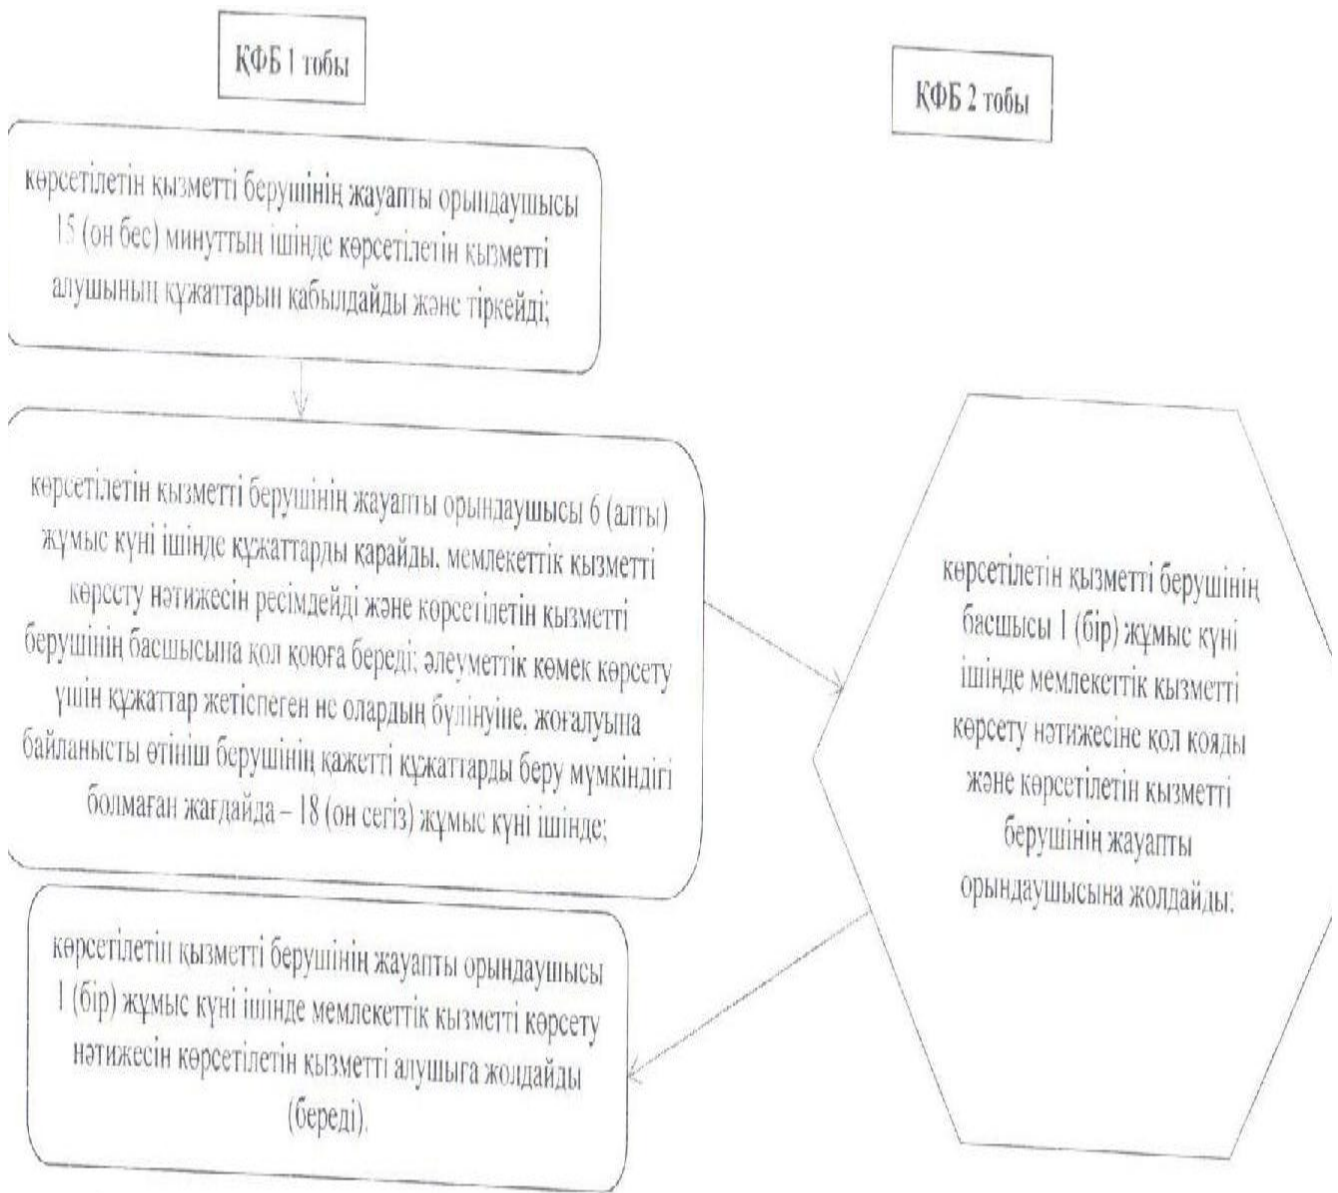 ҚФБ 1 тобы
ҚФБ 2 тобы
көрсетілетін қызметті берушінің жауапты орындаушысы
15 (он бес) минуттың ішінде көрсетілетін қызметті
алушының құжаттарын қабылдайды және тіркейді;
көрсетілетін қызметті берушінің жауапты орындаушысы 6 (алты)
жұмыс күні ішінде құжаттарды қарайды, мемлекеттік қызметті
көрсету нәтижесін ресімдейді және көрсетілетін қызметті
берушінің басшысына қол қоюға береді; әлеуметтік көмек көрсету
үшін құжаттар жетіспеген не олардың бүлінуіне, жоғалуына
байланысты өтініш берушінің қажетті құжаттарды беру мүмкіндігі
болмаған жағдайда – 18 (он сегіз) жұмыс күні ішінде;
көрсетілетін қызметті берушінің
басшысы 1 (бір) жұмыс күні
ішінде мемлекеттік қызметті
көрсету нәтижесіне қол қояды
және көрсетілетін қызметті
берушінің жауапты
орындаушысына жолдайды;
көрсетілетін қызметті берушінің жауапты орындаушысы
1 (бір) жұмыс күні ішінде мемлекеттік қызметті көрсету
нәтижесін көрсетілетін қызметті алушыға жолдайды
(береді).